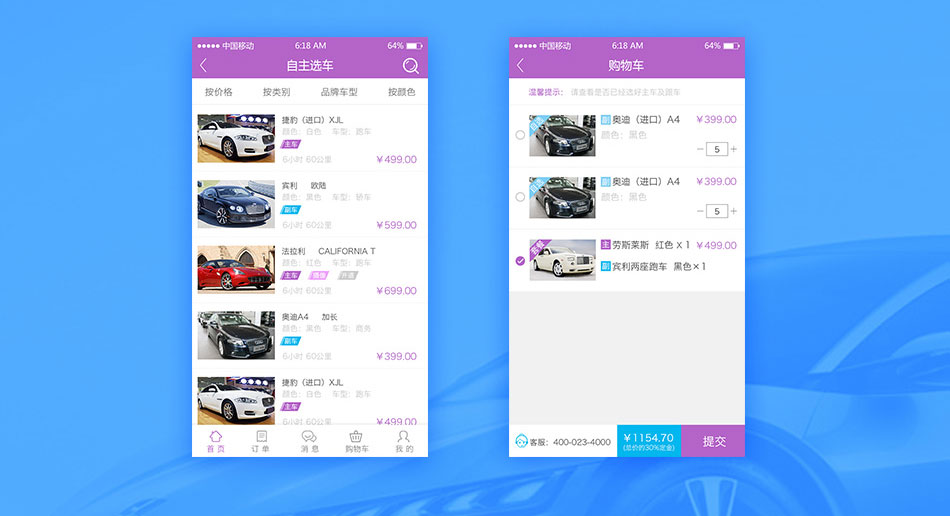 中国移动 6:18 AM 64%
自主选车
按价格 按类别 品牌车型 按颜色
捷豹（进口）XJL
颜色：白色 车型：跑车
主车
6小时 60公里 ￥499.00
宾利 欧陆
颜色：黑色 车型：轿车
副车
6小时 60公里 ￥599.00
法拉利 CALIFORNIA T
颜色：红色 车型：跑车
主车
6小时 60公里 ￥699.00
奥迪A4 加长
颜色：黑色 车型：商务
副车
6小时 60公里 ￥399.00
捷豹（进口）XJL
颜色：白色 车型：跑车
主车
6小时 60公里 ￥499.00
首 页 订 单 消 息 购物车 我 的
中国移动 6:18 AM 64%
购物车
温馨提示： 请查看是否已经选好主车及跟车
副 奥迪（进口）A4 ￥399.00
颜色：黑色
5
副 奥迪（进口）A4 ￥399.00
颜色：黑色
5
套餐
主 劳斯莱斯 红色 X 1 ￥499.00
副 宾利两座跑车 黑色×1
客服：400-023-4000
￥1154.70
(总价的30%定金)
提交